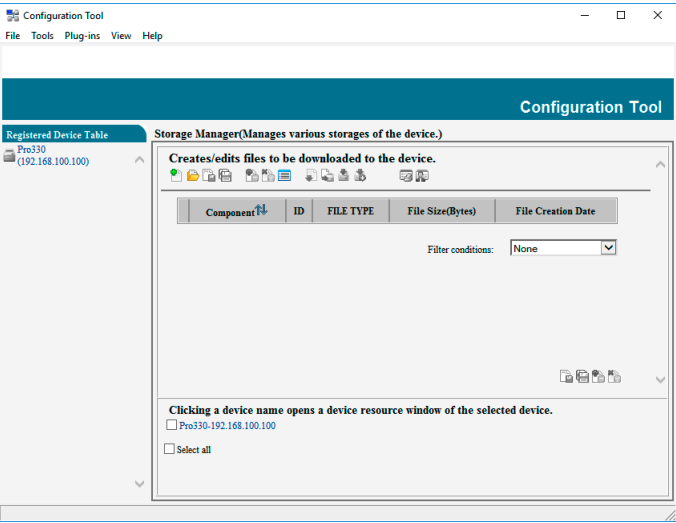 Configuration Tool
File Tools Plug-ins View Help
Configuration Tool
Registered Device Table
Pro330
(192.168.100.100)
Storage Manager(Manages various storages of the device.)
Creates/edits files to be downloaded to the device.
Component ID FILE TYPE File Size(Bytes) File Creation Date
Filter conditions: None
Clicking a device name opens a device resource window of the selected device.
Pro330-192.168.100.100
Select all